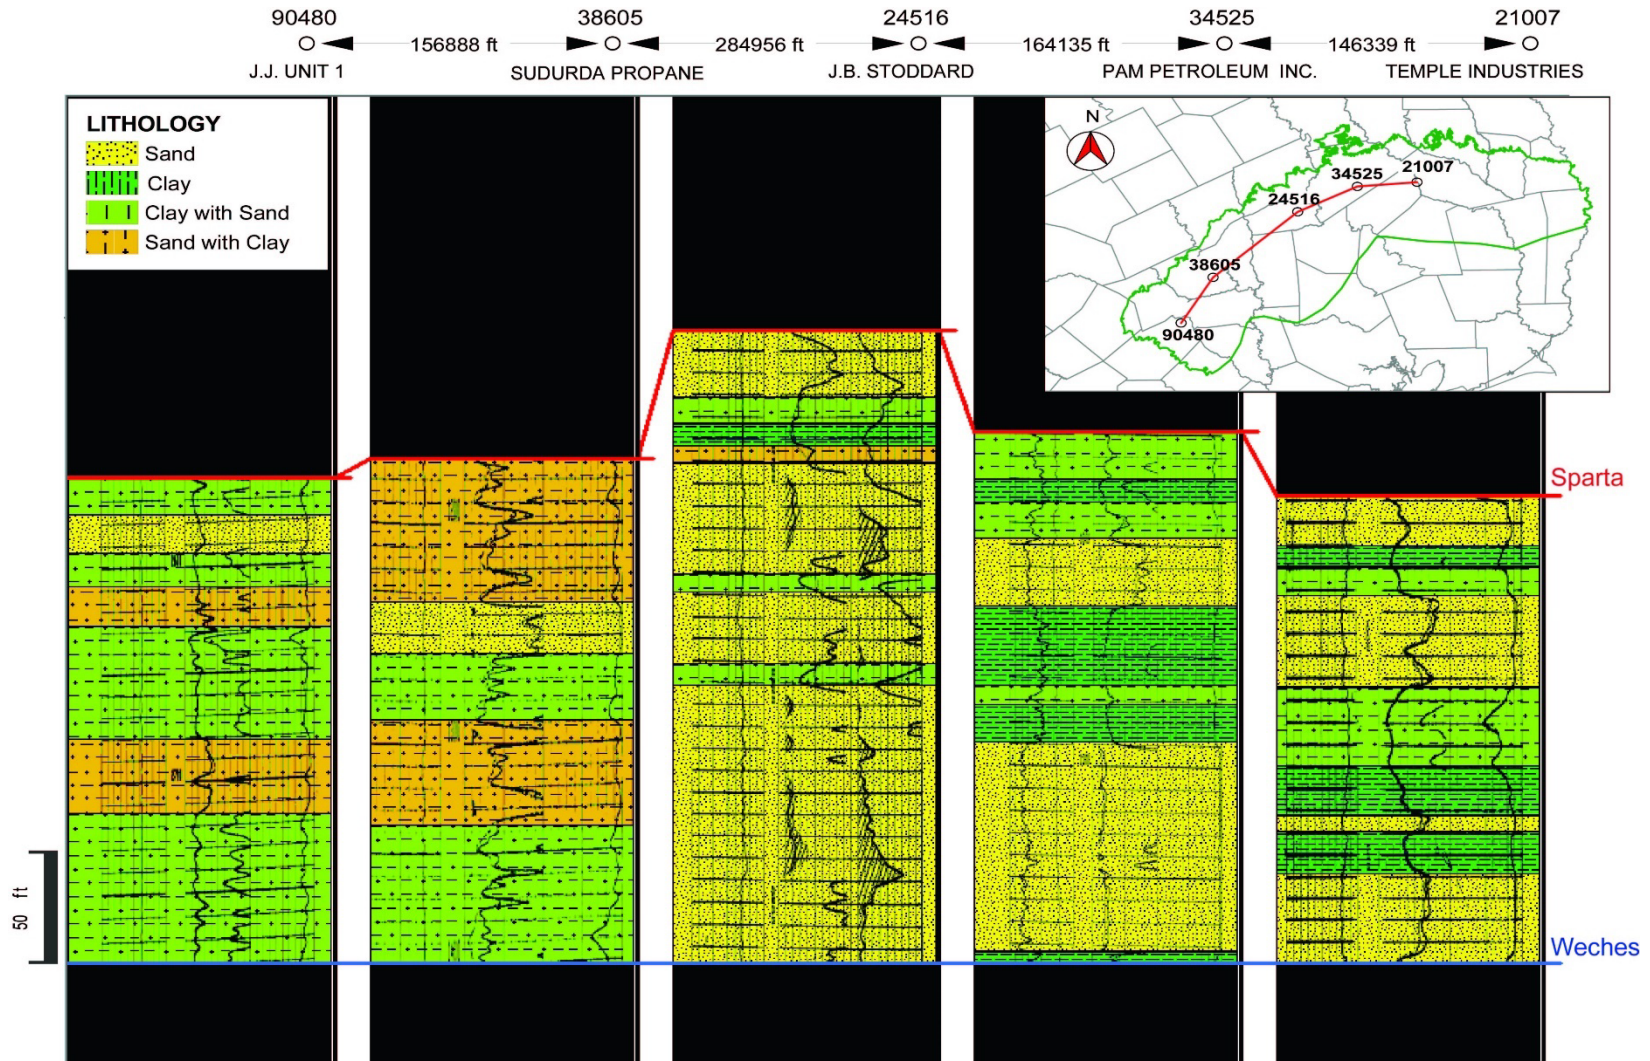 90480 38605 24516 34525 21007
156888 ft 284956 ft 164135 ft 146339 ft
J.J. UNIT 1 SUDURDA PROPANE J.B. STODDARD PAM PETROLEUM INC. TEMPLE INDUSTRIES
LITHOLOGY
Sand
Clay
Clay with Sand
Sand with Clay
N
21007
34525
24516
38605
90480
Sparta
50 ft
Weches